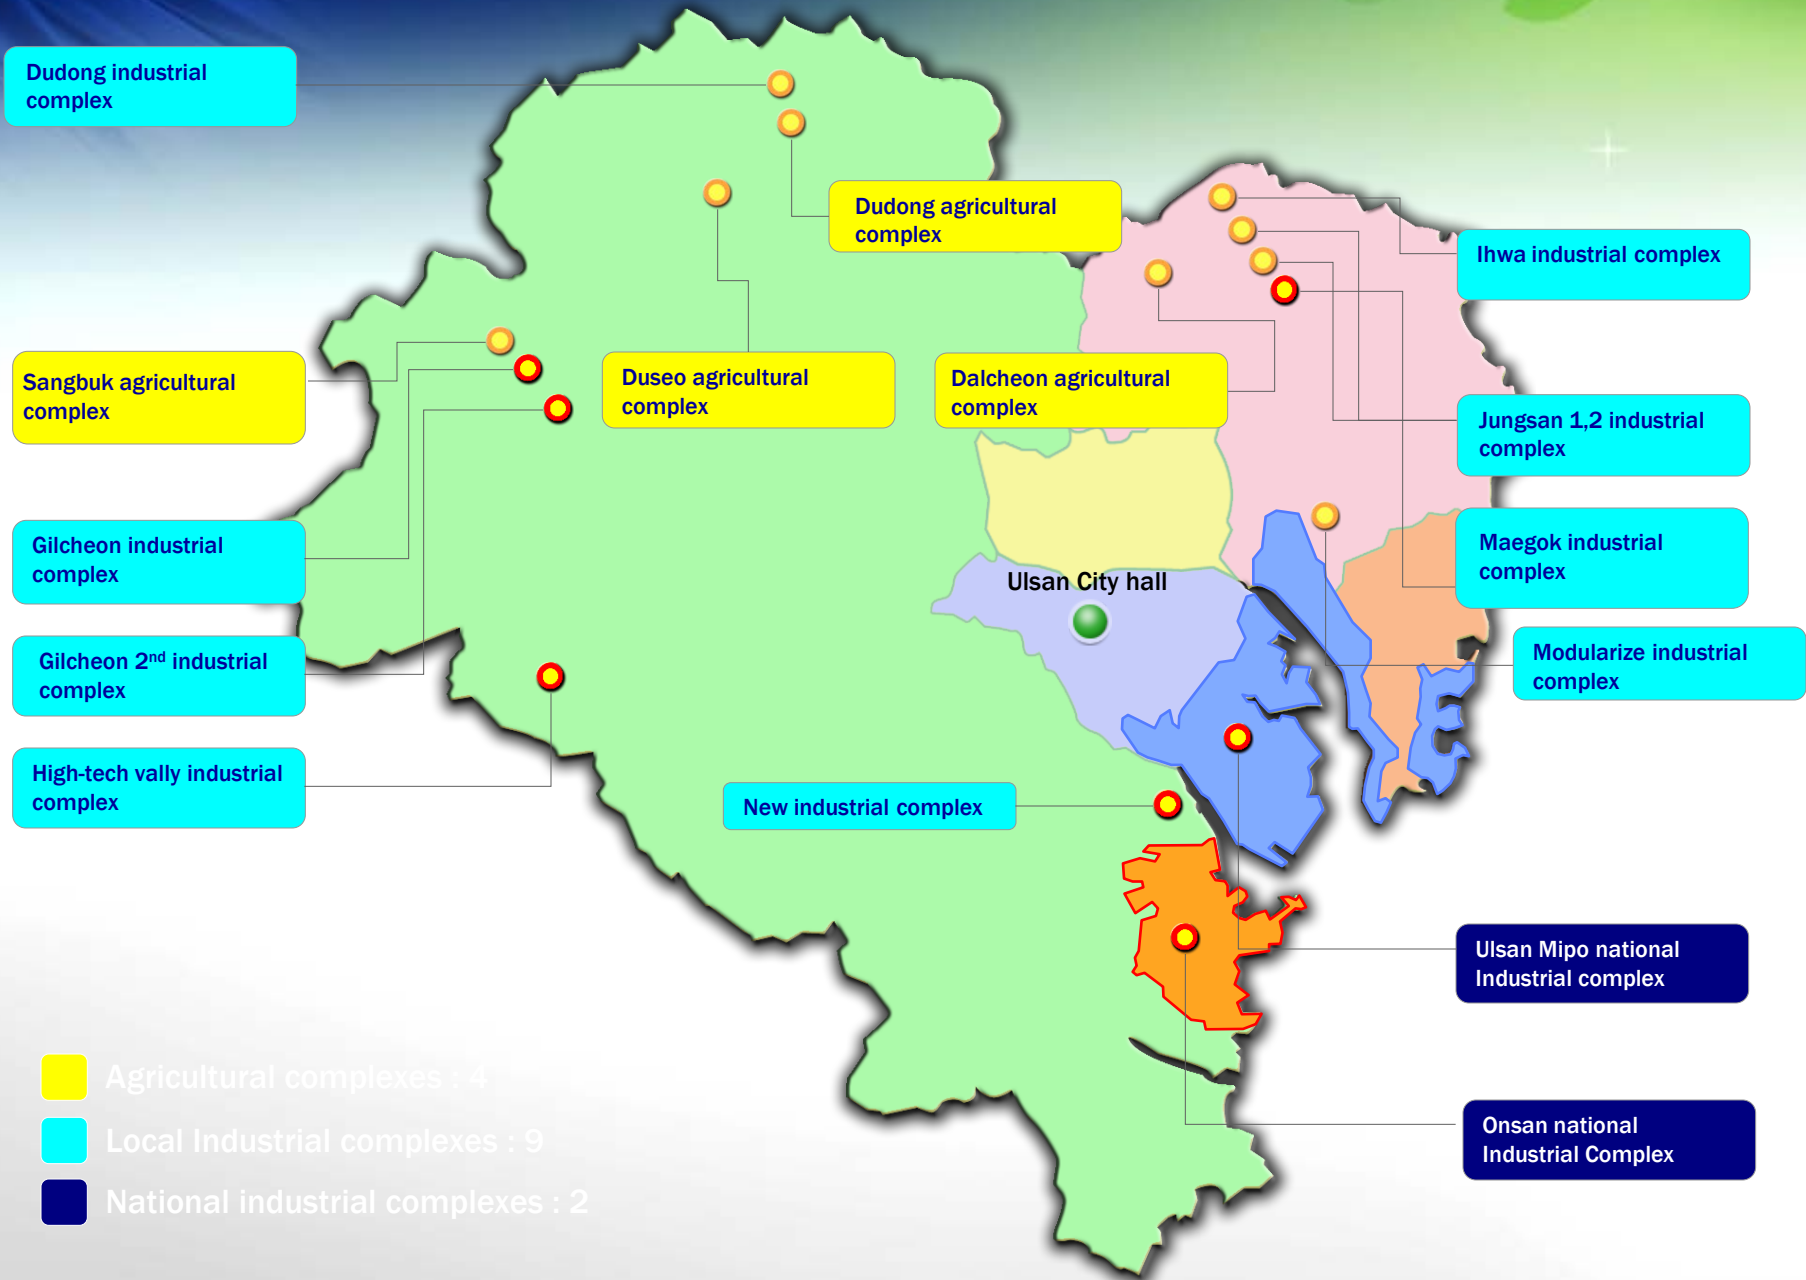 Dudong industrial
complex
Dudong agricultural
complex
Ihwa industrial complex
Sangbuk agricultural
complex
Duseo agricultural
complex
Dalcheon agricultural
complex
Jungsan 1,2 industrial
complex
Gilcheon industrial
complex
Maegok industrial
complex
Ulsan City hall
Gilcheon 2nd industrial
complex
Modularize industrial
complex
High-tech vally industrial
complex
New industrial complex
Ulsan Mipo national
Industrial complex
Onsan national
Industrial Complex
Agricultural complexes : 4
Local Industrial complexes : 9
National industrial complexes : 2